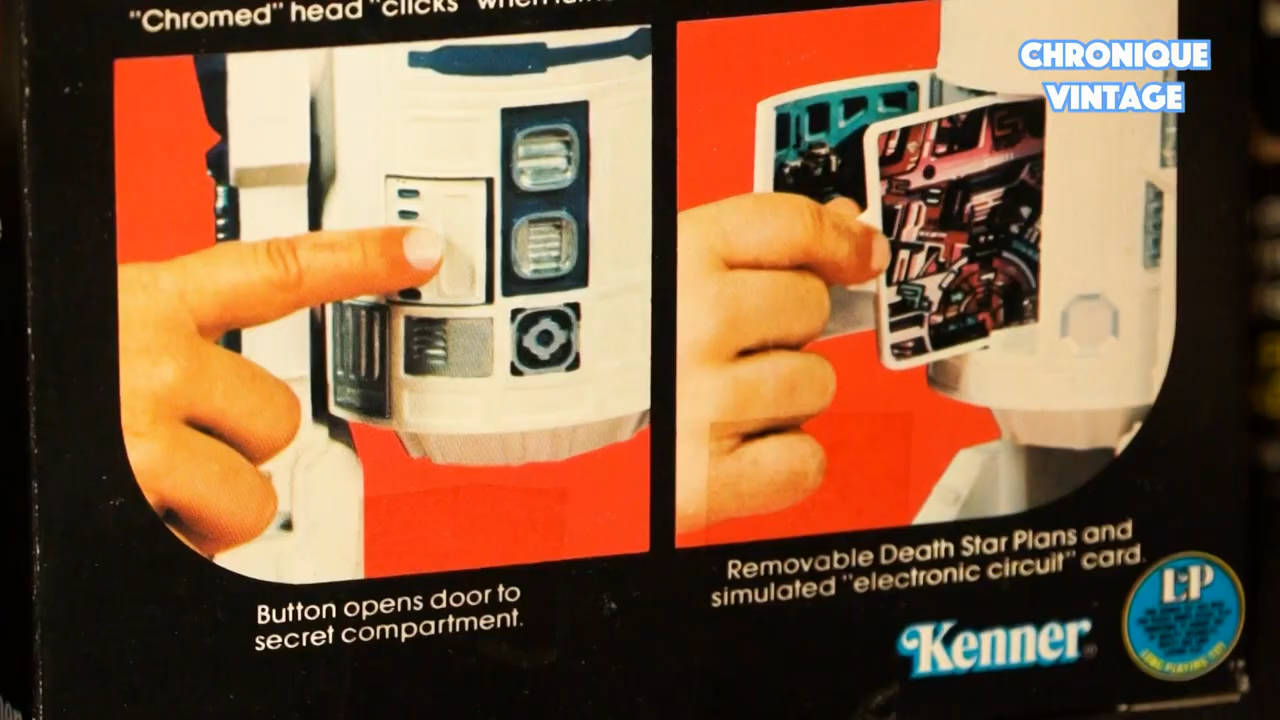 "Chromed" head "clicks" when
CHRONIQUE
VINTAGE
Button opens door to
secret compartment.
Removable Death Star Plans and
simulated "electronic circuit" card.
Kenner
LP